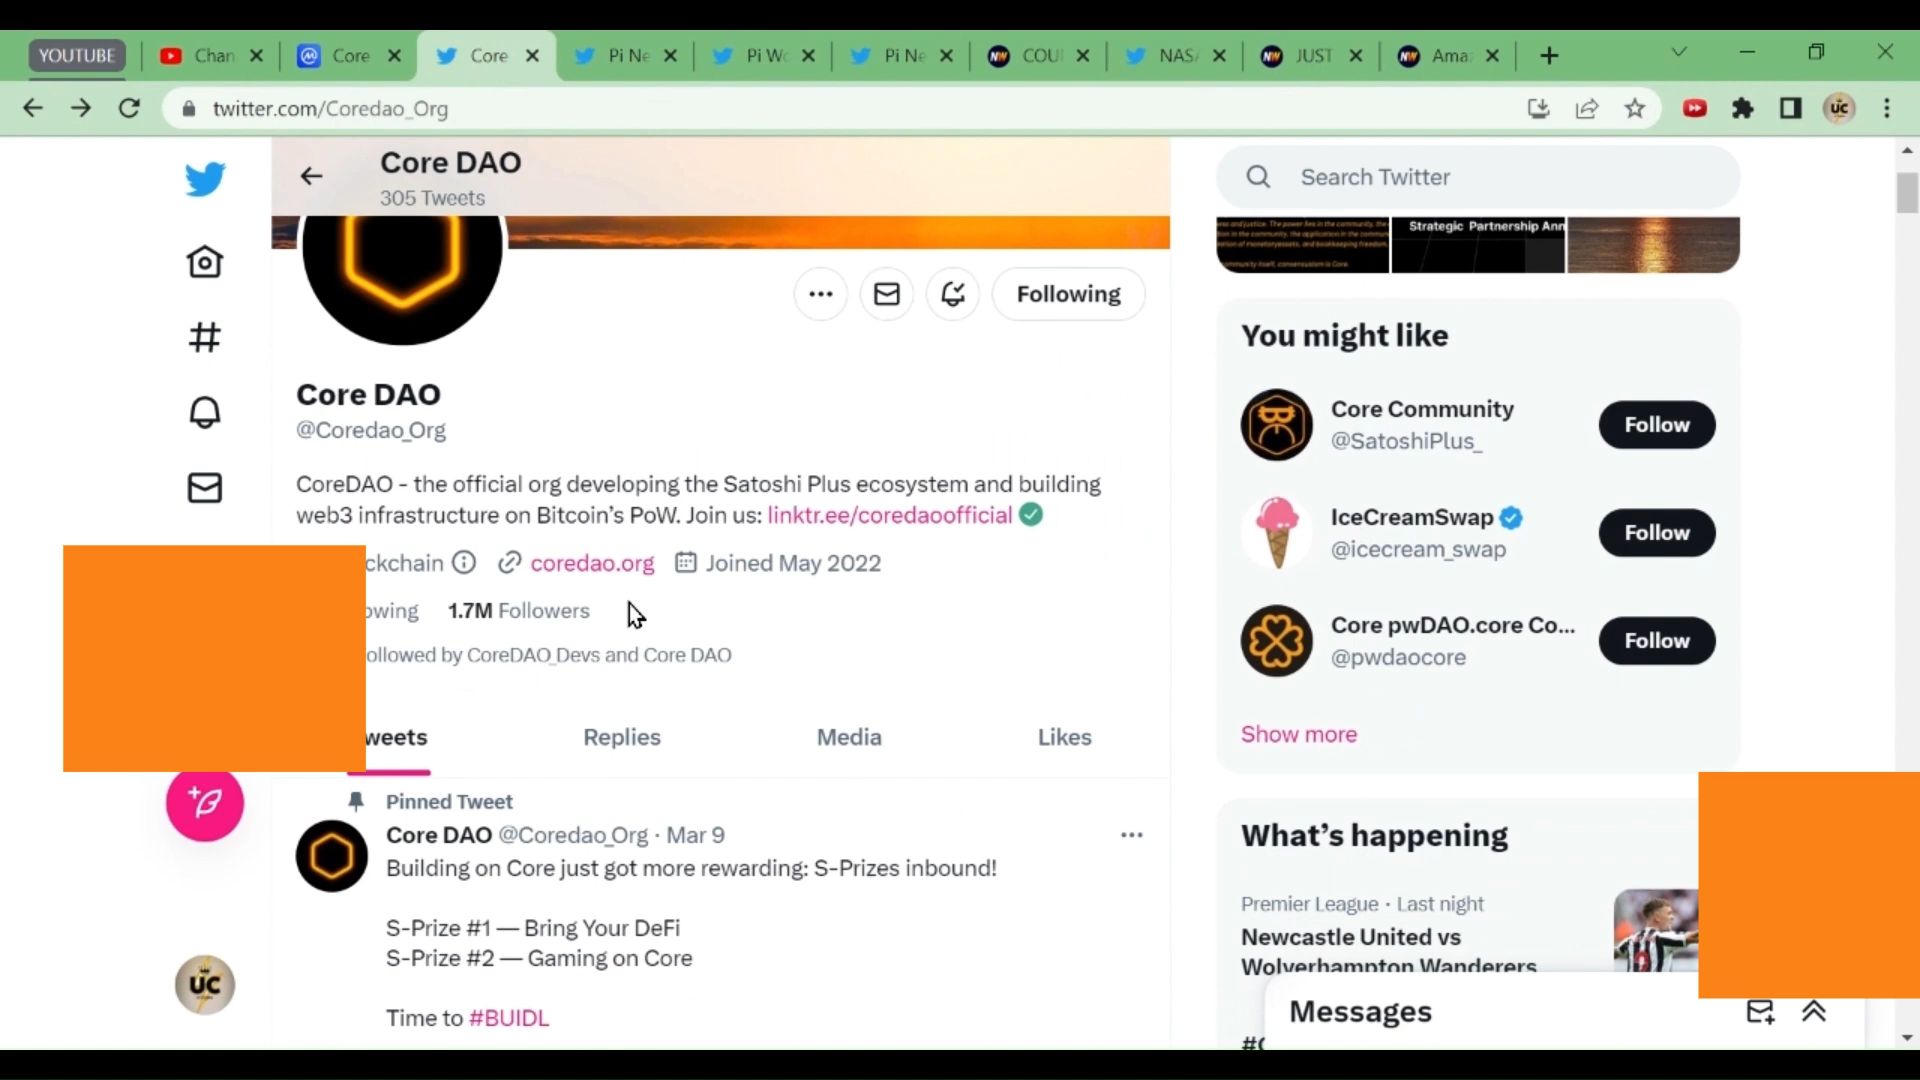 YOUTUBE
Chan
Core
Core
Pi Ne
Pi Wo
Pi Ne
COU
NASA
JUST
Ama
twitter.com/Coredao_Org
Core DAO
305 Tweets
Search Twitter
Strategic Partnership Ann
Following
Core DAO
@Coredao_Org
CoreDAO - the official org developing the Satoshi Plus ecosystem and building
web3 infrastructure on Bitcoin's PoW. Join us: linktr.ee/coredaoofficial
ckchain coredao.org Joined May 2022
owing 1.7M Followers
ollowed by CoreDAO_Devs and Core DAO
weets Replies Media Likes
Pinned Tweet
Core DAO @Coredao_Org · Mar 9
Building on Core just got more rewarding: S-Prizes inbound!
S-Prize #1 — Bring Your DeFi
S-Prize #2 — Gaming on Core
Time to #BUIDL
UC
You might like
Core Community
@SatoshiPlus_
Follow
IceCreamSwap
@icecream_swap
Follow
Core pwDAO.core Co...
@pwdaocore
Follow
Show more
What's happening
Premier League · Last night
Newcastle United vs
Wolverhampton Wanderers
Messages